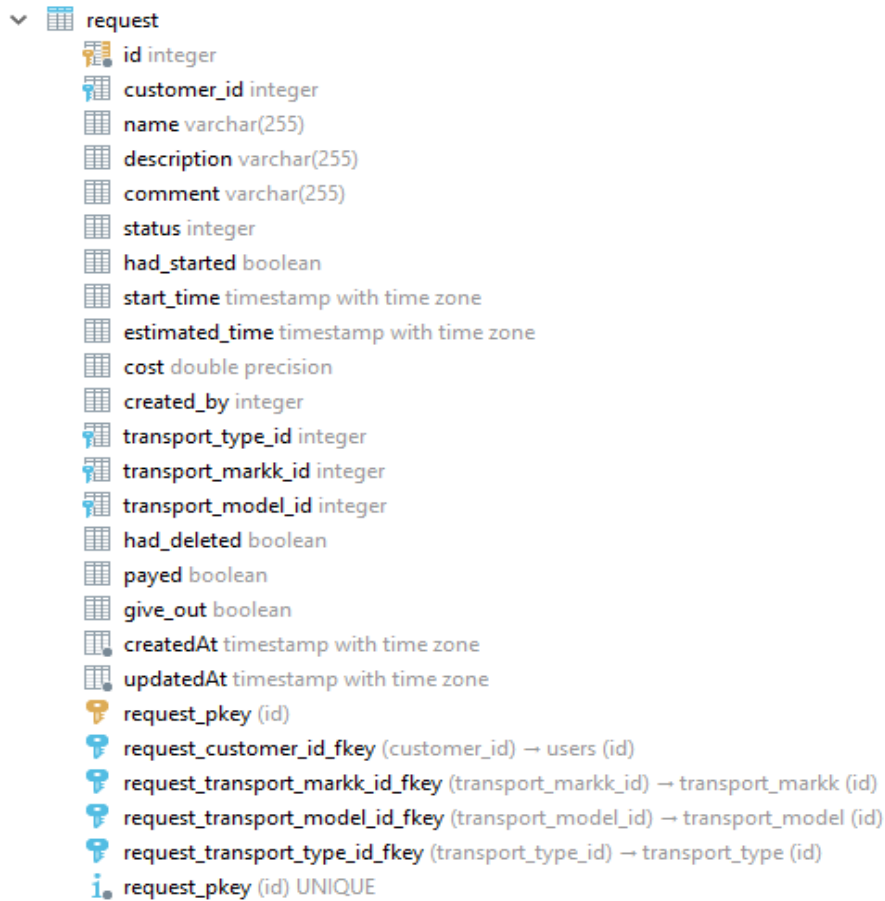 request
id integer
customer_id integer
name varchar(255)
description varchar(255)
comment varchar(255)
status integer
had_started boolean
start_time timestamp with time zone
estimated_time timestamp with time zone
cost double precision
created_by integer
transport_type_id integer
transport_markk_id integer
transport_model_id integer
had_deleted boolean
payed boolean
give_out boolean
createdAt timestamp with time zone
updatedAt timestamp with time zone
request_pkey (id)
request_customer_id_fkey (customer_id) → users (id)
request_transport_markk_id_fkey (transport_markk_id) → transport_markk (id)
request_transport_model_id_fkey (transport_model_id) → transport_model (id)
request_transport_type_id_fkey (transport_type_id) → transport_type (id)
request_pkey (id) UNIQUE